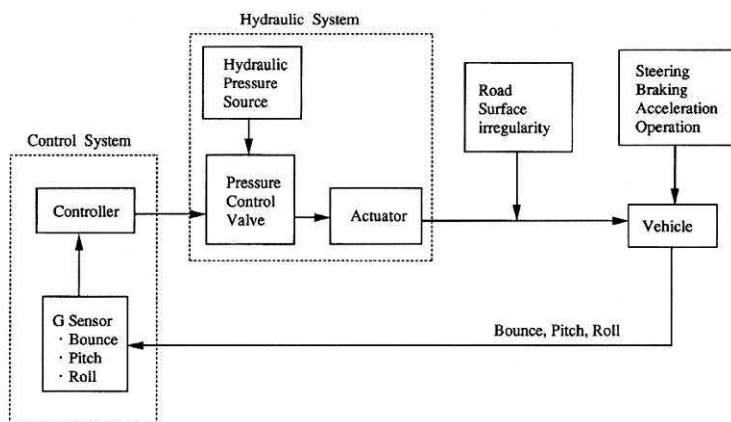 Hydraulic System
Hydraulic
Pressure
Source
Road
Surface
irregularity
Steering
Braking
Acceleration
Operation
Control System
Controller
Pressure
Control
Valve
Actuator
Vehicle
G Sensor
· Bounce
· Pitch
· Roll
Bounce, Pitch, Roll